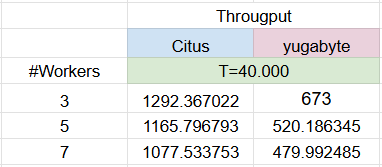 Througput
Citus yugabyte
#Workers T=40.000
3 1292.367022 673
5 1165.796793 520.186345
7 1077.533753 479.992485